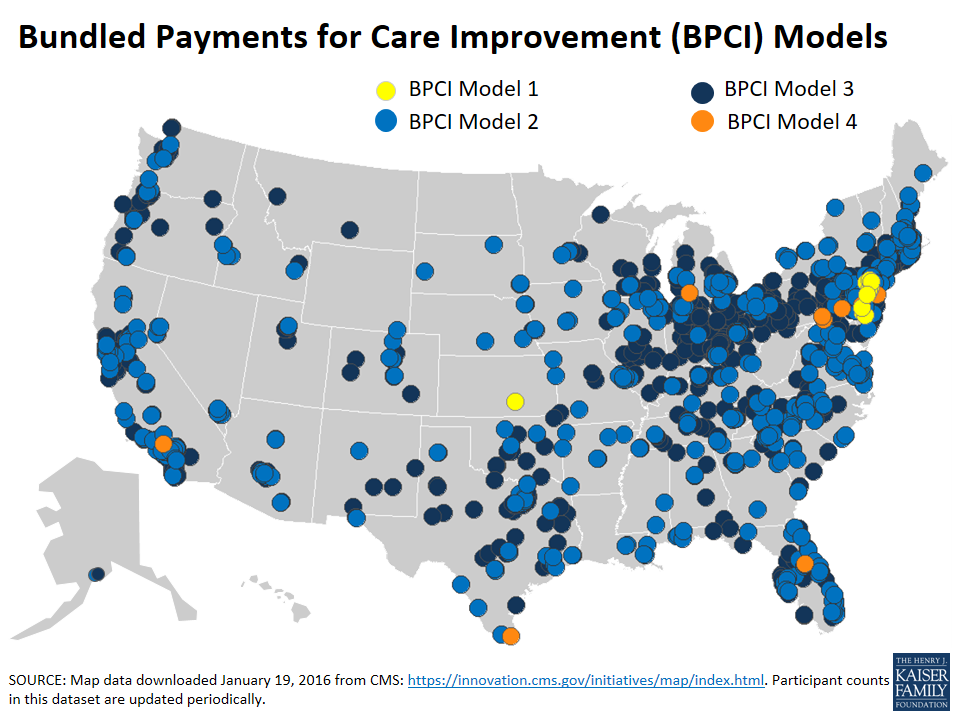 Bundled Payments for Care Improvement (BPCI) Models
BPCI Model 1
BPCI Model 3
BPCI Model 2
BPCI Model 4
SOURCE: Map data downloaded January 19, 2016 from CMS: https://innovation.cms.gov/initiatives/map/index.html. Participant counts
in this dataset are updated periodically.
THE HENRY J.
KAISER
FAMILY
FOUNDATION